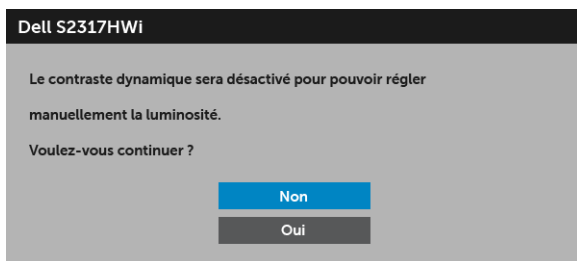 Dell S2317HWi
Le contraste dynamique sera désactivé pour pouvoir régler
manuellement la luminosité.
Voulez-vous continuer ?
Non
Oui